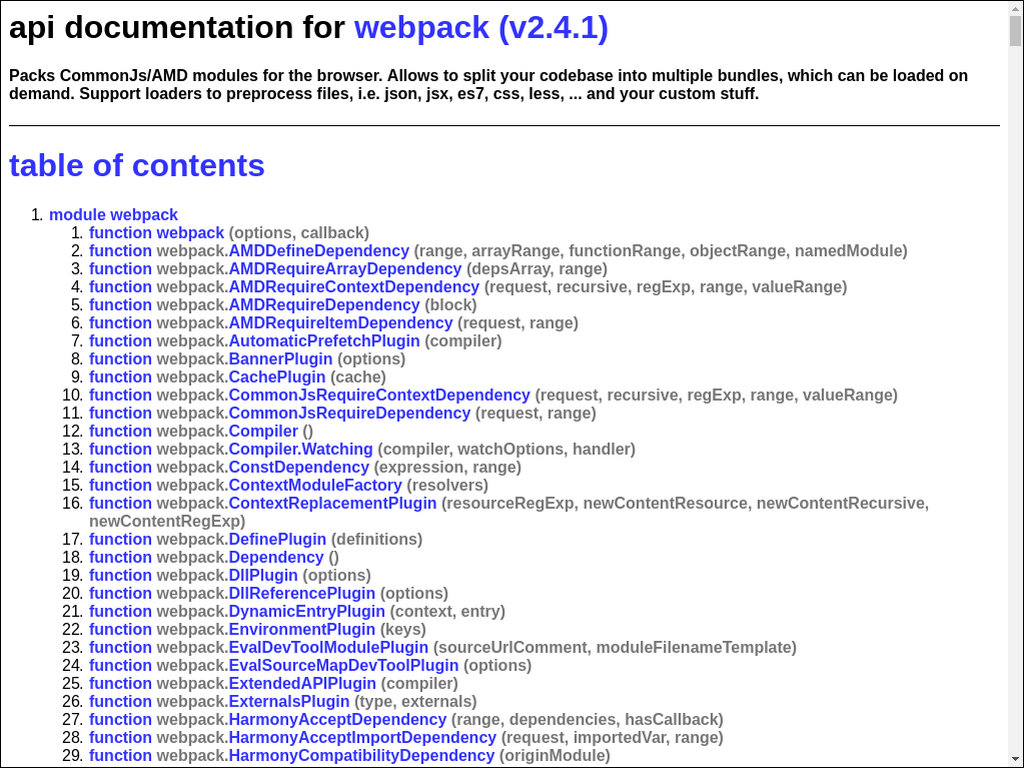 api documentation for webpack (v2.4.1)
Packs CommonJs/AMD modules for the browser. Allows to split your codebase into multiple bundles, which can be loaded on
demand. Support loaders to preprocess files, i.e. json, jsx, es7, css, less, ... and your custom stuff.
table of contents
1. module webpack
1. function webpack (options, callback)
2. function webpack.AMDDefineDependency (range, arrayRange, functionRange, objectRange, namedModule)
3. function webpack.AMDRequireArrayDependency (depsArray, range)
4. function webpack.AMDRequireContextDependency (request, recursive, regExp, range, valueRange)
5. function webpack.AMDRequireDependency (block)
6. function webpack.AMDRequireItemDependency (request, range)
7. function webpack.AutomaticPrefetchPlugin (compiler)
8. function webpack.BannerPlugin (options)
9. function webpack.CachePlugin (cache)
10. function webpack.CommonJsRequireContextDependency (request, recursive, regExp, range, valueRange)
11. function webpack.CommonJsRequireDependency (request, range)
12. function webpack.Compiler ()
13. function webpack.Compiler.Watching (compiler, watchOptions, handler)
14. function webpack.ConstDependency (expression, range)
15. function webpack.ContextModuleFactory (resolvers)
16. function webpack.ContextReplacementPlugin (resourceRegExp, newContentResource, newContentRecursive,
newContentRegExp)
17. function webpack.DefinePlugin (definitions)
18. function webpack.Dependency ()
19. function webpack.DllPlugin (options)
20. function webpack.DllReferencePlugin (options)
21. function webpack.DynamicEntryPlugin (context, entry)
22. function webpack.EnvironmentPlugin (keys)
23. function webpack.EvalDevToolModulePlugin (sourceUrlComment, moduleFilenameTemplate)
24. function webpack.EvalSourceMapDevToolPlugin (options)
25. function webpack.ExtendedAPIPlugin (compiler)
26. function webpack.ExternalsPlugin (type, externals)
27. function webpack.HarmonyAcceptDependency (range, dependencies, hasCallback)
28. function webpack.HarmonyAcceptImportDependency (request, importedVar, range)
29. function webpack.HarmonyCompatibilityDependency (originModule)